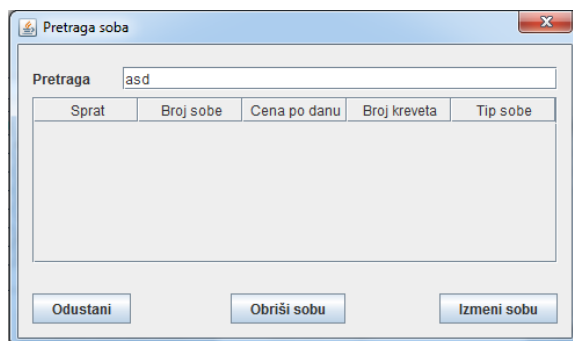 Pretraga soba
Pretraga asd
Sprat Broj sobe Cena po danu Broj kreveta Tip sobe
Odustani Obriši sobu Izmeni sobu